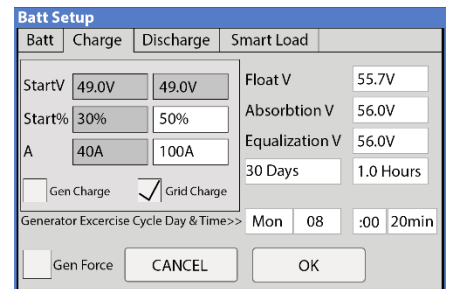 Batt Setup
Batt Charge Discharge Smart Load
StartV 49.0V 49.0V Float V 55.7V
Start% 30% 50% Absorbtion V 56.0V
A 40A 100A Equalization V 56.0V
30 Days 1.0 Hours
Gen Charge Grid Charge
Generator Excercise Cycle Day & Time>> Mon 08 :00 20min
Gen Force CANCEL OK